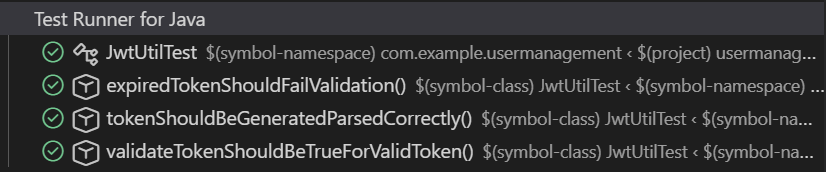 Test Runner for Java
JwtUtilTest $(symbol-namespace) com.example.usermanagement ‹ $(project) usermanag...
expiredTokenShouldFailValidation() $(symbol-class) JwtUtilTest ‹ $(symbol-namespace) ...
tokenShouldBeGeneratedParsedCorrectly() $(symbol-class) JwtUtilTest ‹ $(symbol-na...
validateTokenShouldBeTrueForValidToken() $(symbol-class) JwtUtilTest ‹ $(symbol-na...